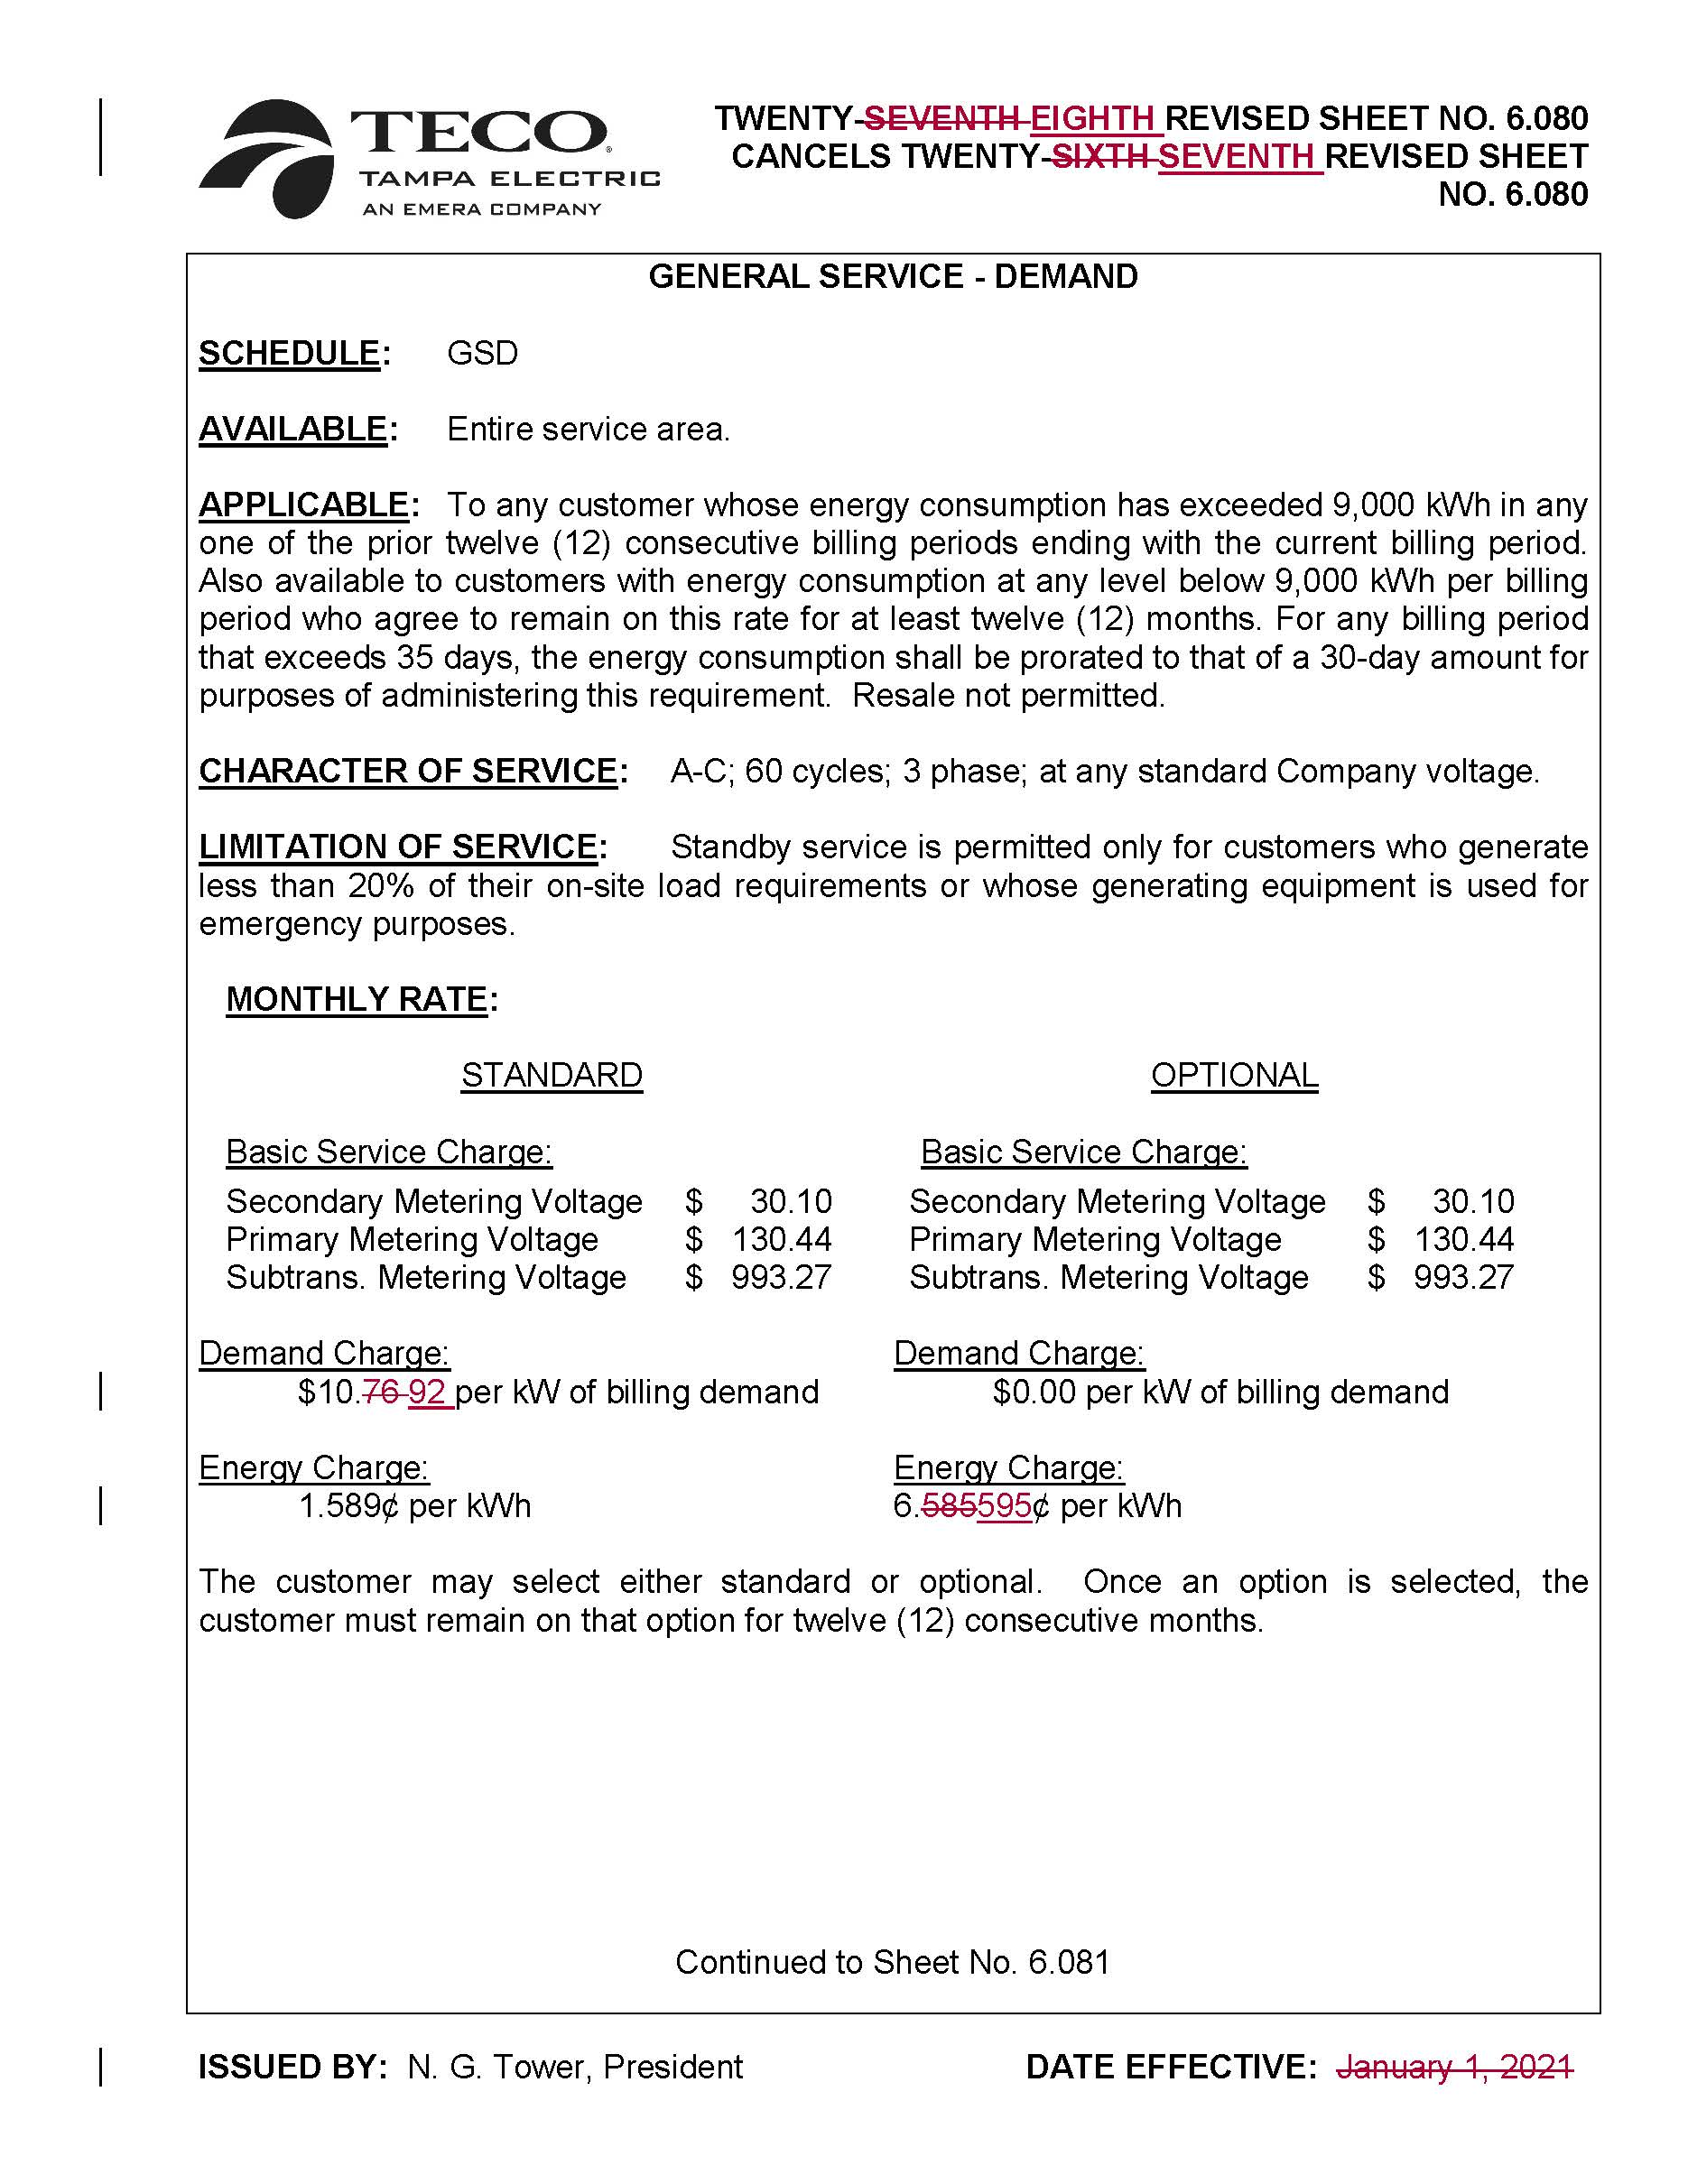 TECO®
TAMPA ELECTRIC
AN EMERA COMPANY
TWENTY-SEVENTH EIGHTH REVISED SHEET NO. 6.080
CANCELS TWENTY-SIXTH SEVENTH REVISED SHEET
NO. 6.080
GENERAL SERVICE - DEMAND
SCHEDULE: GSD
AVAILABLE: Entire service area.
APPLICABLE: To any customer whose energy consumption has exceeded 9,000 kWh in any
one of the prior twelve (12) consecutive billing periods ending with the current billing period.
Also available to customers with energy consumption at any level below 9,000 kWh per billing
period who agree to remain on this rate for at least twelve (12) months. For any billing period
that exceeds 35 days, the energy consumption shall be prorated to that of a 30-day amount for
purposes of administering this requirement. Resale not permitted.
CHARACTER OF SERVICE: A-C; 60 cycles; 3 phase; at any standard Company voltage.
LIMITATION OF SERVICE: Standby service is permitted only for customers who generate
less than 20% of their on-site load requirements or whose generating equipment is used for
emergency purposes.
MONTHLY RATE:
STANDARD OPTIONAL
Basic Service Charge: Basic Service Charge:
Secondary Metering Voltage $ 30.10 Secondary Metering Voltage $ 30.10
Primary Metering Voltage $ 130.44 Primary Metering Voltage $ 130.44
Subtrans. Metering Voltage $ 993.27 Subtrans. Metering Voltage $ 993.27
Demand Charge: Demand Charge:
$10.76 92 per kW of billing demand $0.00 per kW of billing demand
Energy Charge: Energy Charge:
1.589¢ per kWh 6.585595¢ per kWh
The customer may select either standard or optional. Once an option is selected, the
customer must remain on that option for twelve (12) consecutive months.
Continued to Sheet No. 6.081
ISSUED BY: N. G. Tower, President DATE EFFECTIVE: January 1, 2021